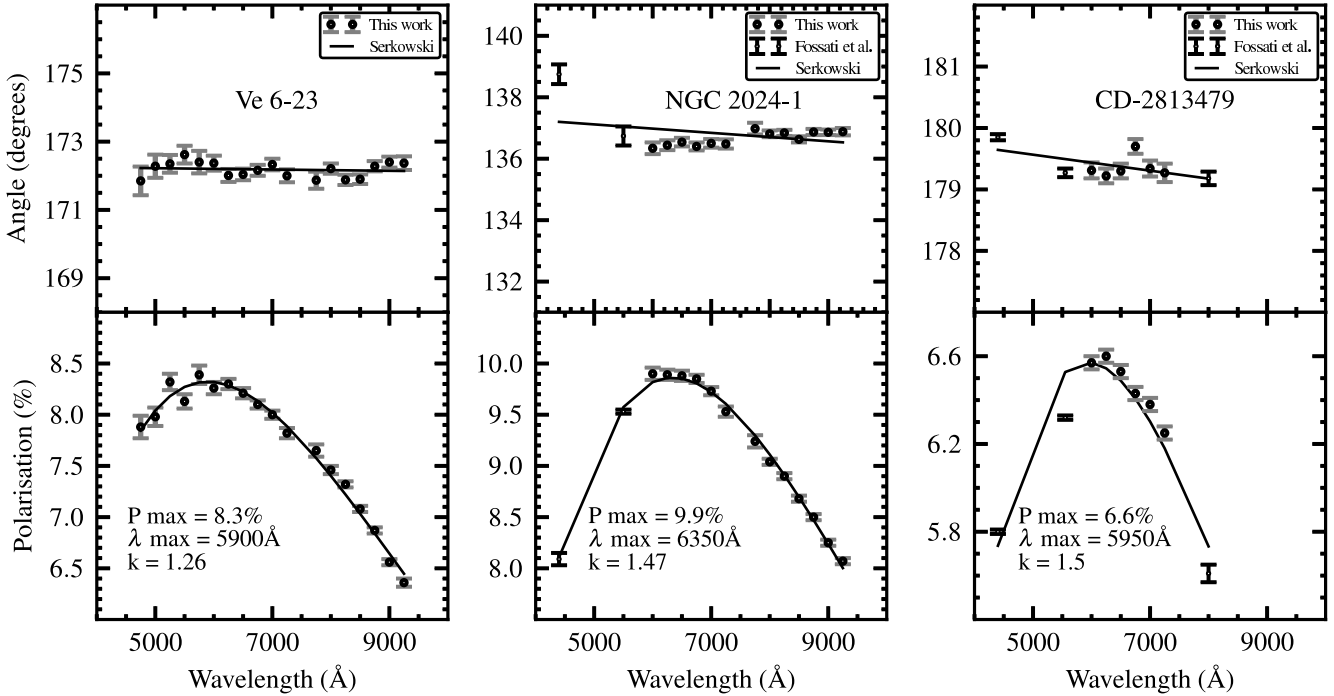 This work
Serkowski
Ve 6-23
175
173
171
169
Angle (degrees)
This work
Fossati et al.
Serkowski
NGC 2024-1
140
138
136
134
132
This work
Fossati et al.
Serkowski
CD-2813479
181
180
179
178
8.5
8.0
7.5
7.0
6.5
Polarisation (%)
P max = 8.3%
λ max = 5900Å
k = 1.26
5000 7000 9000
Wavelength (Å)
10.0
9.5
9.0
8.5
8.0
P max = 9.9%
λ max = 6350Å
k = 1.47
5000 7000 9000
Wavelength (Å)
6.6
6.2
5.8
P max = 6.6%
λ max = 5950Å
k = 1.5
5000 7000 9000
Wavelength (Å)